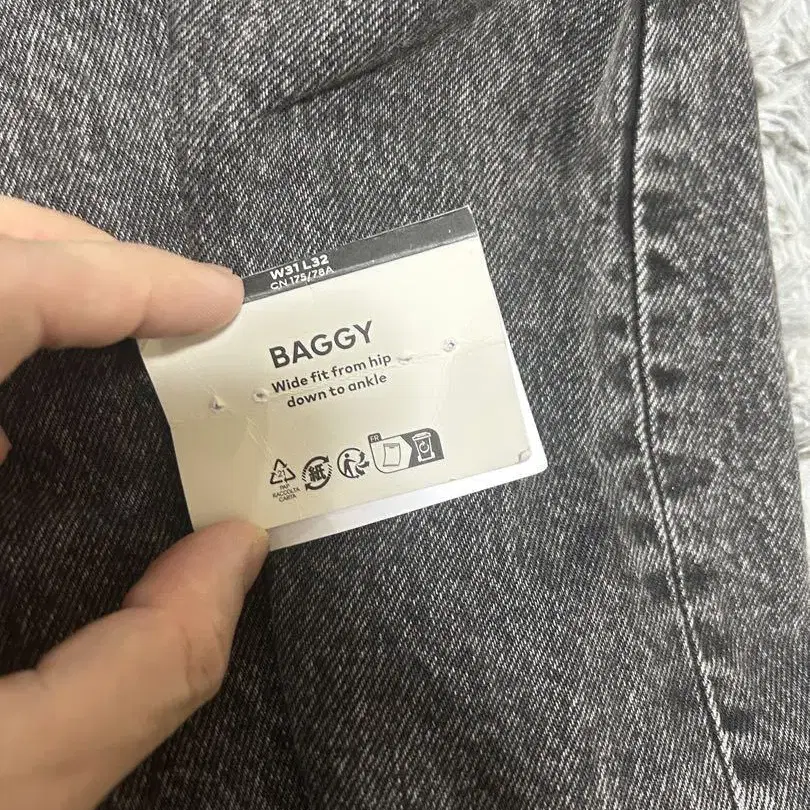 W31 L32
CN 175/78A
BAGGY
Wide fit from hip
down to ankle
21
PAP
RACCOLTA
CARTA
紙
FR